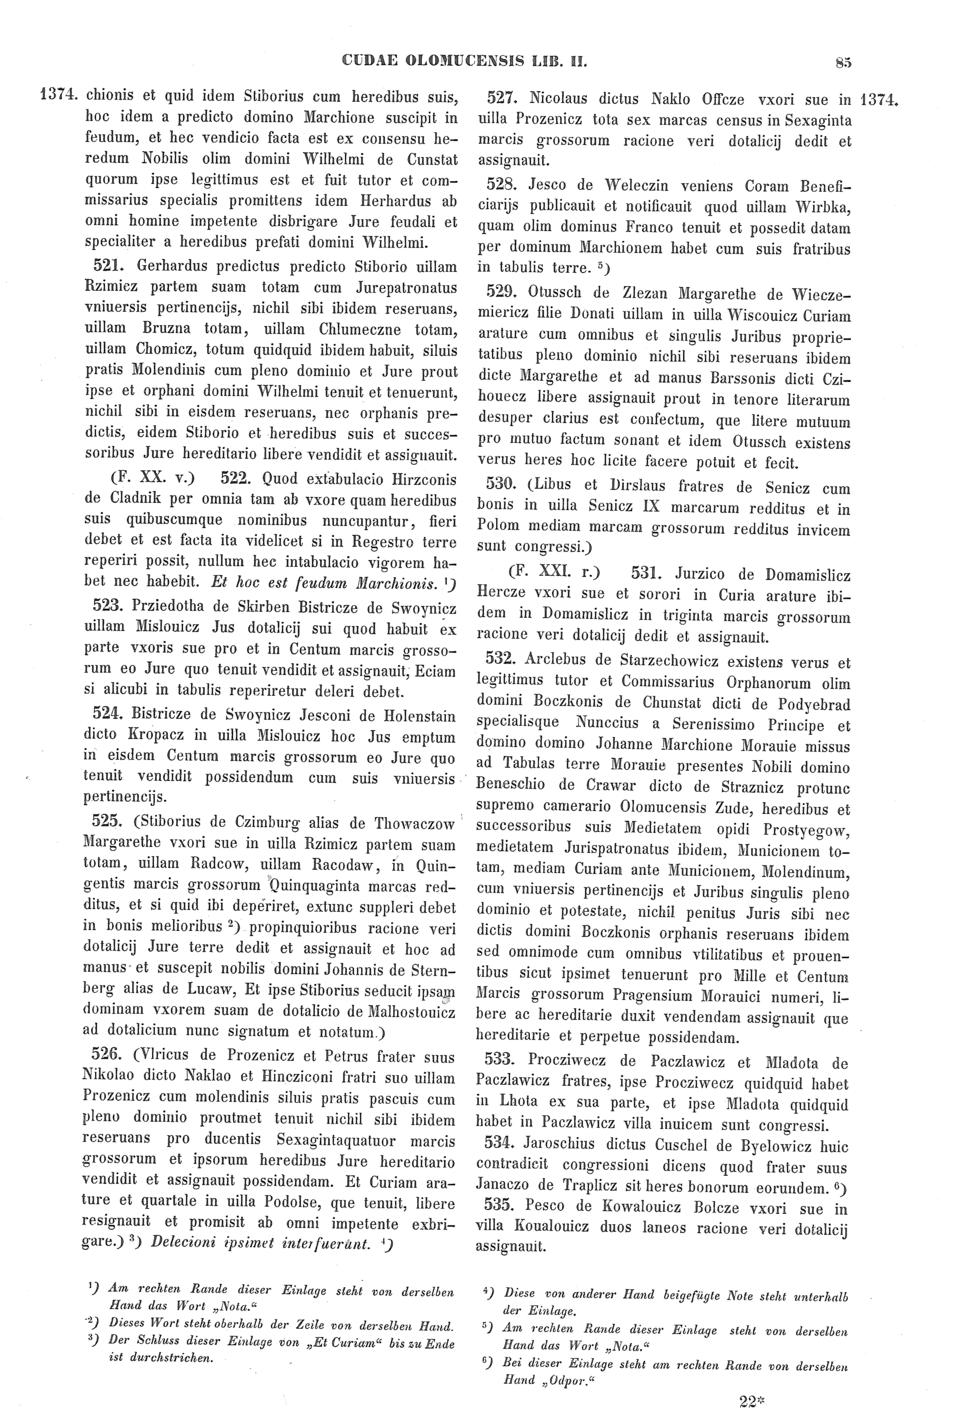 CUDAE OLOMUCENSIS LIB. II.
85
1374. chionis et quid idem Stiborius cum heredibus suis,
hoc idem a predicto domino Marchione suscipit in
feudum, et hec vendicio facta est ex consensu he-
redum Nobilis olim domini Wilhelmi de Cunstat
quorum ipse legittimus est et fuit tutor et com-
missarius specialis promittens idem Herhardus ab
omni homine impetente disbrigare Jure feudali et
specialiter a heredibus prefati domini Wilhelmi.
521. Gerhardus predictus predicto Stiborio uillam
Rzimicz partem suam totam cum Jurepatronatus
vniuersis pertinencijs, nichil sibi ibidem reseruans,
uillam Bruzna totam, uillam Chlumeczne totam,
uillam Chomicz, totum quidquid ibidem habuit, siluis
pratis Molendinis cum pleno dominio et Jure prout
ipse et orphani domini Wilhelmi tenuit et tenuerunt,
nichil sibi in eisdem reseruans, nec orphanis pre-
dictis, eidem Stiborio et heredibus suis et succes-
soribus Jure hereditario libere vendidit et assignauit.
(F. XX. v.) 522. Quod extabulacio Hirzconis
de Cladnik per omnia tam ab vxore quam heredibus
suis quibuscumque nominibus nuncupantur, fieri
debet et est facta ita videlicet si in Regestro terre
reperiri possit, nullum hec intabulacio vigorem ha-
bet nec habebit. Et hoc est feudum Marchionis. ¹)
523. Prziedotha de Skirben Bistricze de Swoynicz
uillam Mislouicz Jus dotalicij sui quod habuit ex
parte vxoris sue pro et in Centum marcis grosso-
rum eo Jure quo tenuit vendidit et assignauit, Eciam
si alicubi in tabulis reperiretur deleri debet.
524. Bistricze de Swoynicz Jesconi de Holenstain
dicto Kropacz in uilla Mislouicz hoc Jus emptum
in eisdem Centum marcis grossorum eo Jure quo
tenuit vendidit possidendum cum suis vniuersis
pertinencijs.
525. (Stiborius de Czimburg alias de Thowaczow
Margarethe vxori sue in uilla Rzimicz partem suam
totam, uillam Radcow, uillam Racodaw, in Quin-
gentis marcis grossorum Quinquaginta marcas red-
ditus, et si quid ibi deperiret, extunc suppleri debet
in bonis melioribus ²) propinquioribus racione veri
dotalicij Jure terre dedit et assignauit et hoc ad
manus et suscepit nobilis domini Johannis de Stern-
berg alias de Lucaw, Et ipse Stiborius seducit ipsam
dominam vxorem suam de dotalicio de Malhostouicz
ad dotalicium nunc signatum et notatum.)
526. (Vlricus de Prozenicz et Petrus frater suus
Nikolao dicto Naklao et Hincziconi fratri suo uillam
Prozenicz cum molendinis siluis pratis pascuis cum
pleno dominio proutmet tenuit nichil sibi ibidem
reseruans pro ducentis Sexagintaquatuor marcis
grossorum et ipsorum heredibus Jure hereditario
vendidit et assignauit possidendam. Et Curiam ara-
ture et quartale in uilla Podolse, que tenuit, libere
resignauit et promisit ab omni impetente exbri-
gare.) ³) Delecioni ipsimet interfuerunt. ⁴)
¹) Am rechten Rande dieser Einlage steht von derselben
Hand das Wort „Nota.“
²) Dieses Wort steht oberhalb der Zeile von derselben Hand.
³) Der Schluss dieser Einlage von „Et Curiam“ bis zu Ende
ist durchstrichen.
527. Nicolaus dictus Naklo Offcze vxori sue in 1374.
uilla Prozenicz tota sex marcas census in Sexaginta
marcis grossorum racione veri dotalicij dedit et
assignauit.
528. Jesco de Weleczin veniens Coram Benefi-
ciarijs publicauit et notificauit quod uillam Wirbka,
quam olim dominus Franco tenuit et possedit datam
per dominum Marchionem habet cum suis fratribus
in tabulis terre. ⁵)
529. Otussch de Zlezan Margarethe de Wiecze-
miericz filie Donati uillam in uilla Wiscouicz Curiam
arature cum omnibus et singulis Juribus proprie-
tatibus pleno dominio nichil sibi reseruans ibidem
dicte Margarethe et ad manus Barssonis dicti Czi-
houecz libere assignauit prout in tenore literarum
desuper clarius est confectum, que litere mutuum
pro mutuo factum sonant et idem Otussch existens
verus heres hoc licite facere potuit et fecit.
530. (Libus et Dirslaus fratres de Senicz cum
bonis in uilla Senicz IX marcarum redditus et in
Polom mediam marcam grossorum redditus invicem
sunt congressi.)
(F. XXI. r.) 531. Jurzico de Domamislicz
Hercze vxori sue et sorori in Curia arature ibi-
dem in Domamislicz in triginta marcis grossorum
racione veri dotalicij dedit et assignauit.
532. Arclebus de Starzechowicz existens verus et
legittimus tutor et Commissarius Orphanorum olim
domini Boczkonis de Chunstat dicti de Podyebrad
specialisque Nunccius a Serenissimo Principe et
domino domino Johanne Marchione Morauie missus
ad Tabulas terre Morauie presentes Nobili domino
Beneschio de Crawar dicto de Straznicz protunc
supremo camerario Olomucensis Zude, heredibus et
successoribus suis Medietatem opidi Prostyegow,
medietatem Jurispatronatus ibidem, Municionem to-
tam, mediam Curiam ante Municionem, Molendinum,
cum vniuersis pertinencijs et Juribus singulis pleno
dominio et potestate, nichil penitus Juris sibi nec
dictis domini Boczkonis orphanis reseruans ibidem
sed omnimode cum omnibus vtilitatibus et prouen-
tibus sicut ipsimet tenuerunt pro Mille et Centum
Marcis grossorum Pragensium Morauici numeri, li-
bere ac hereditarie duxit vendendam assignauit que
hereditarie et perpetue possidendam.
533. Procziwecz de Paczlawicz et Mladota de
Paczlawicz fratres, ipse Procziwecz quidquid habet
in Lhota ex sua parte, et ipse Mladota quidquid
habet in Paczlawicz villa inuicem sunt congressi.
534. Jaroschius dictus Cuschel de Byelowicz huic
contradicit congressioni dicens quod frater suus
Janaczo de Traplicz sit heres bonorum eorundem. ⁶)
535. Pesco de Kowalouicz Bolcze vxori sue in
villa Koualouicz duos laneos racione veri dotalicij
assignauit.
⁴) Diese von anderer Hand beigefügte Note steht unterhalb
der Einlage.
⁵) Am rechten Rande dieser Einlage steht von derselben
Hand das Wort „Nota.“
⁶) Bei dieser Einlage steht am rechten Rande von derselben
Hand „Odpor.“
22*